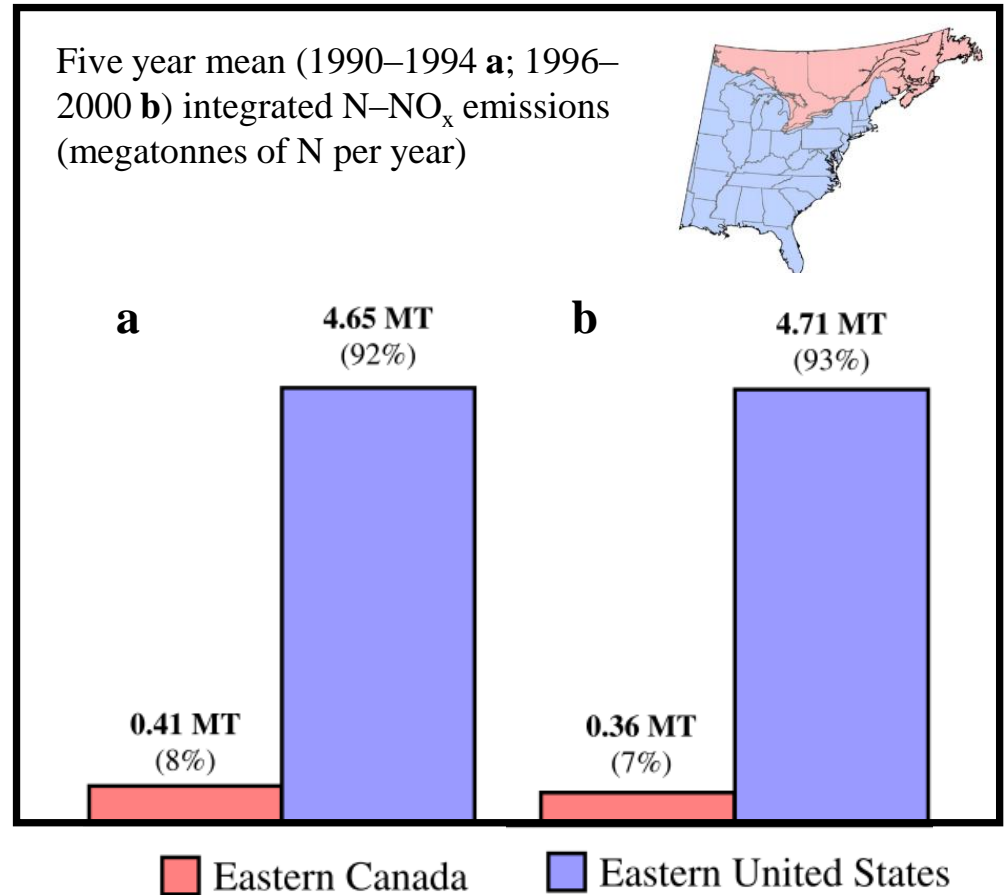 Five year mean (1990–1994 a; 1996–
2000 b) integrated N–NOx emissions
(megatonnes of N per year)
a
4.65 MT
(92%)
b
4.71 MT
(93%)
0.41 MT
(8%)
0.36 MT
(7%)
Eastern Canada
Eastern United States